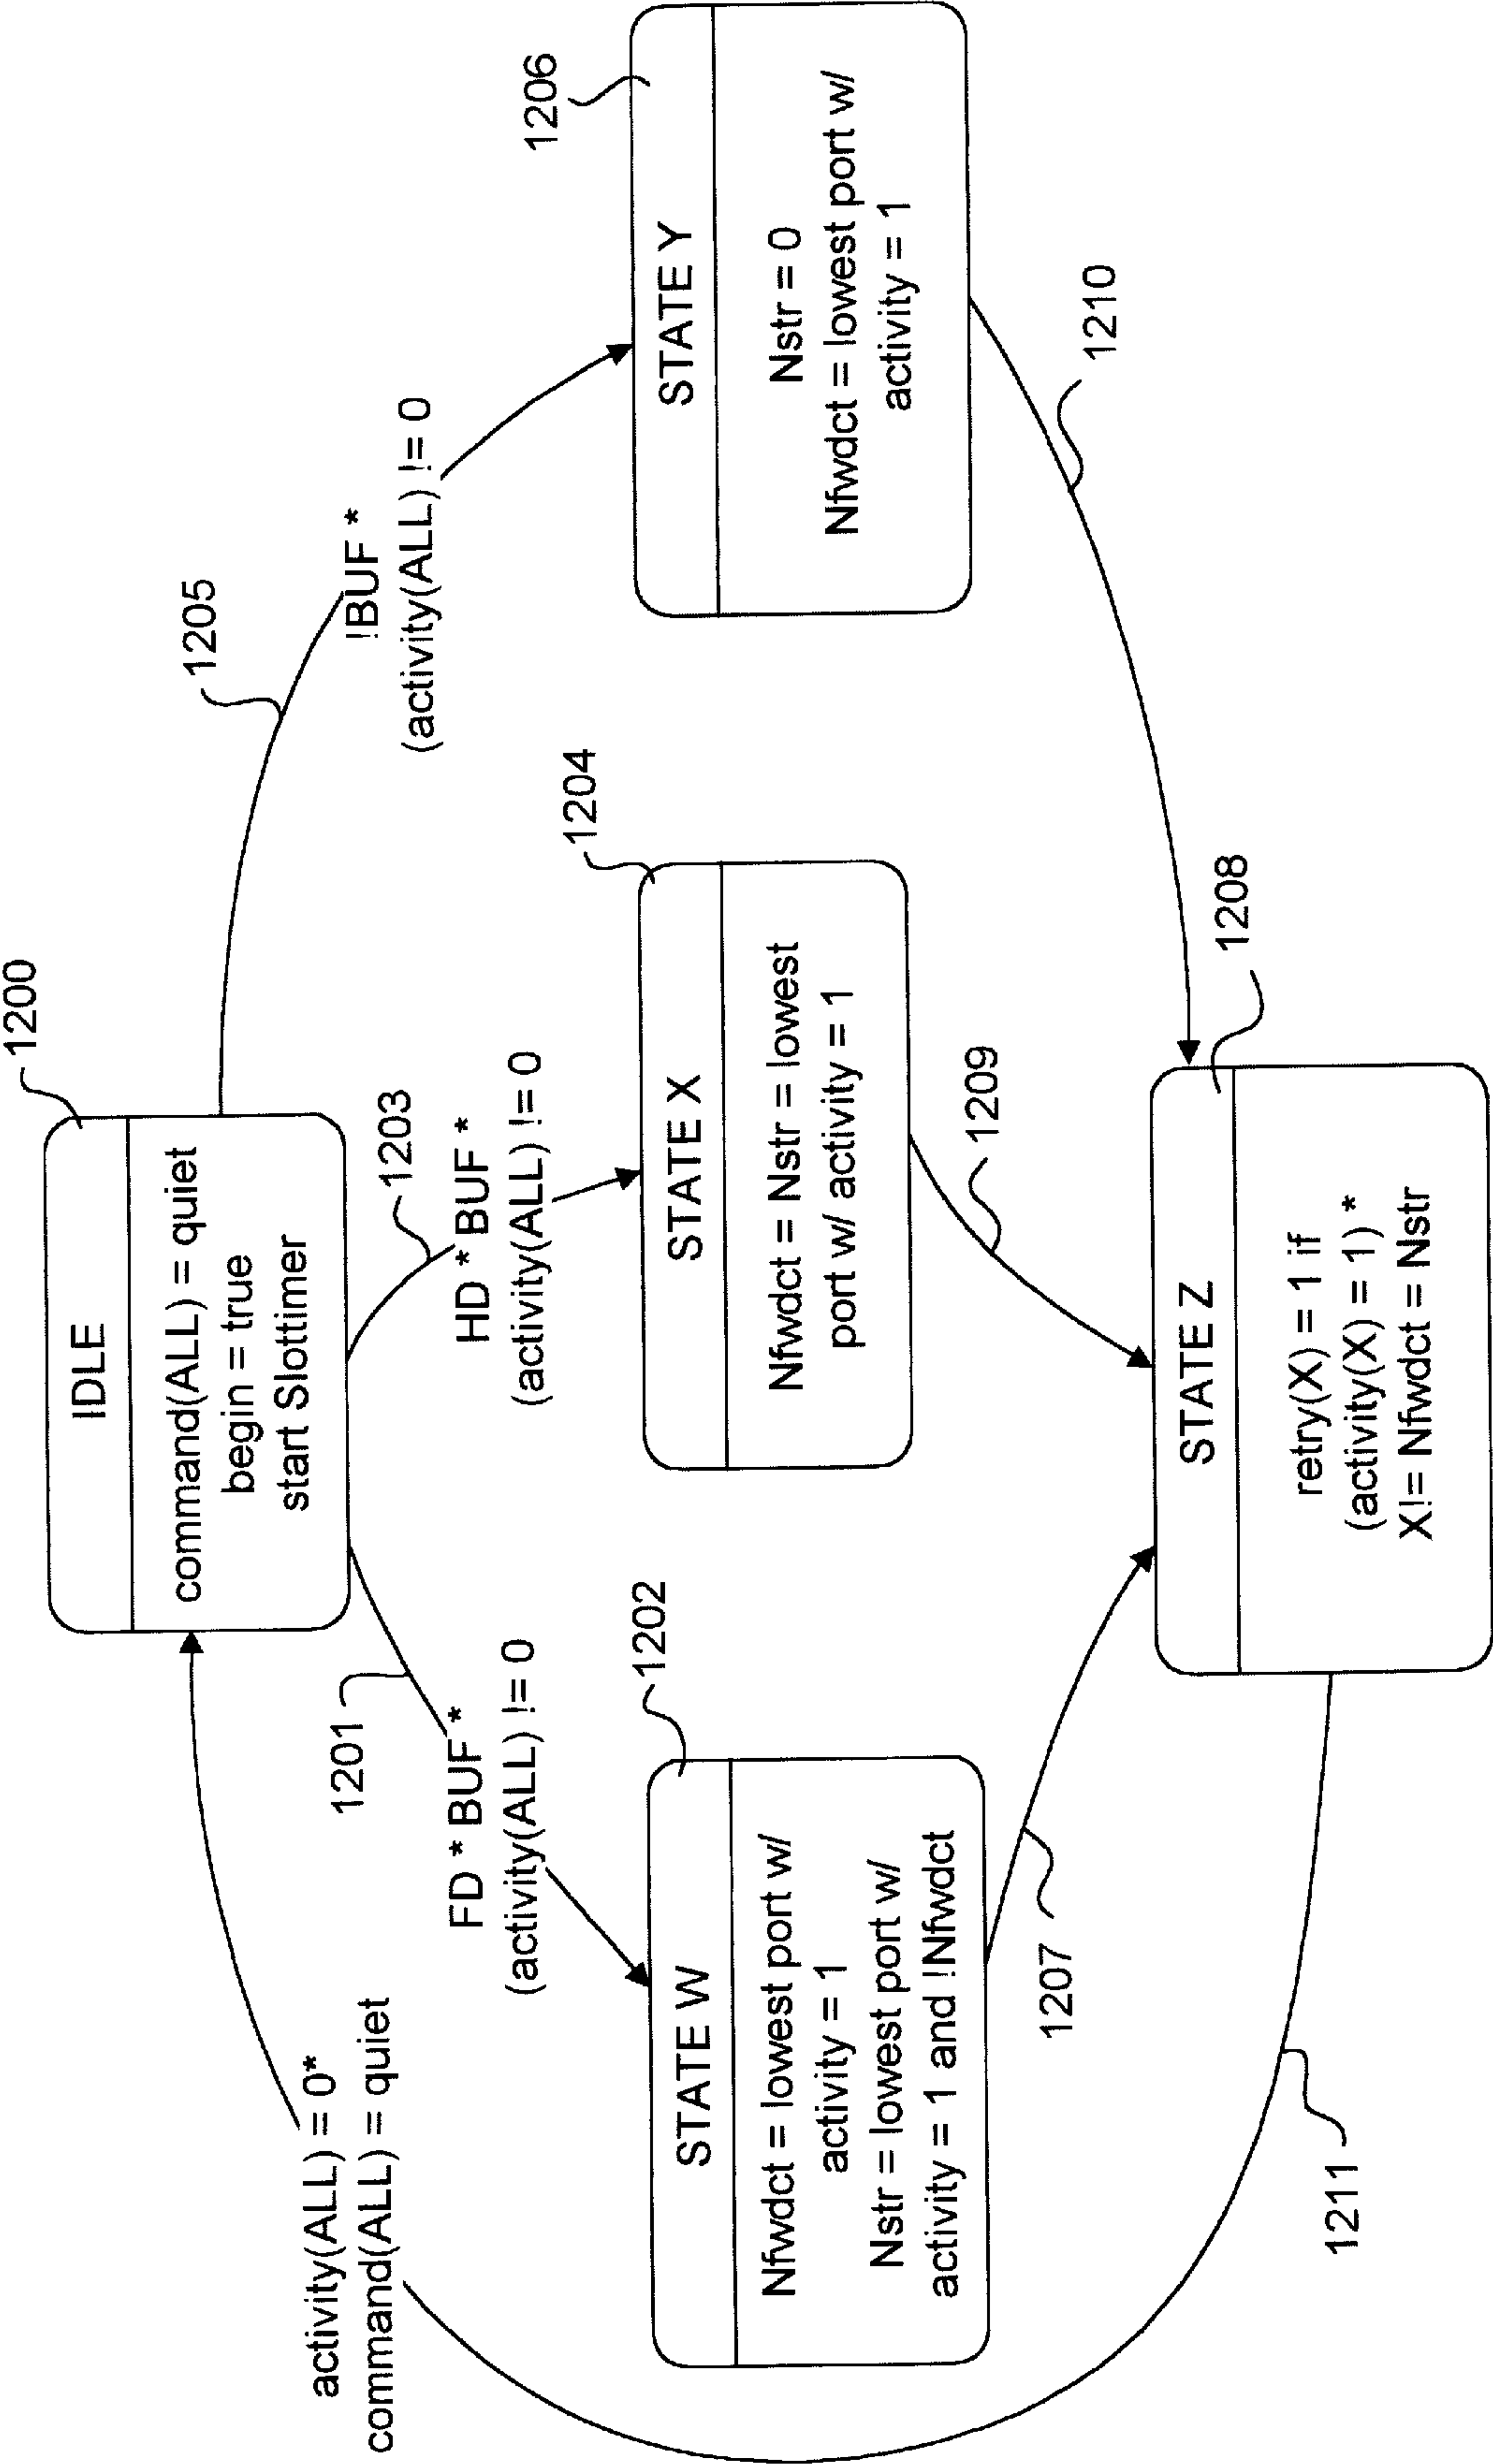 1200
IDLE
command(ALL) = quiet
begin = true
start Slottimer
activity(ALL) = 0*
command(ALL) = quiet
1201
FD * BUF *
(activity(ALL) != 0
1203
HD * BUF *
(activity(ALL) != 0
1205
!BUF *
(activity(ALL) != 0
1202
STATE W
Nfwdct = lowest port w/
activity = 1
Nstr = lowest port w/
activity = 1 and !Nfwdct
1204
STATE X
Nfwdct = Nstr = lowest
port w/ activity = 1
1206
STATE Y
Nstr = 0
Nfwdct = lowest port w/
activity = 1
1207
1209
1210
1208
STATE Z
retry(X) = 1 if
(activity(X) = 1) *
X!= Nfwdct = Nstr
1211